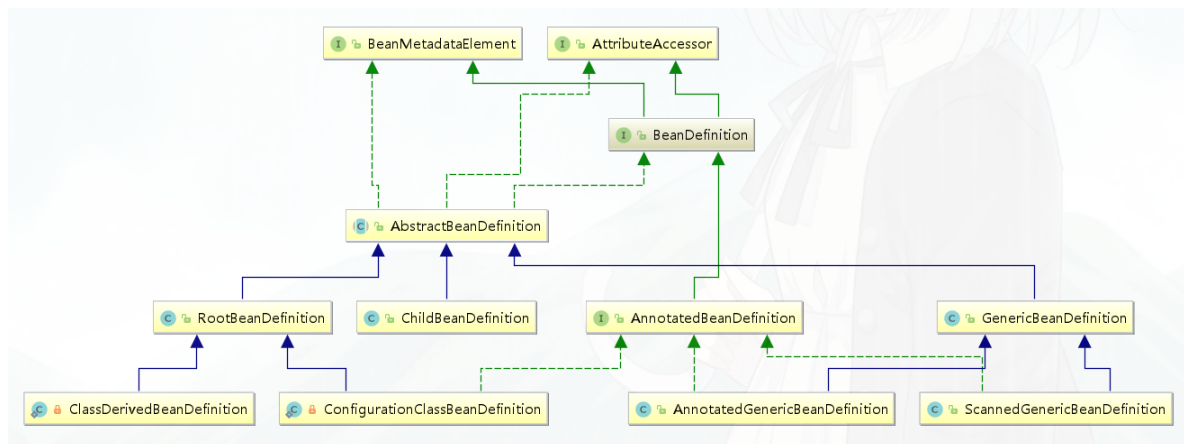 I BeanMetadataElement
I AttributeAccessor
I BeanDefinition
C AbstractBeanDefinition
C RootBeanDefinition
C ChildBeanDefinition
I AnnotatedBeanDefinition
C GenericBeanDefinition
C ClassDerivedBeanDefinition
C ConfigurationClassBeanDefinition
C AnnotatedGenericBeanDefinition
C ScannedGenericBeanDefinition